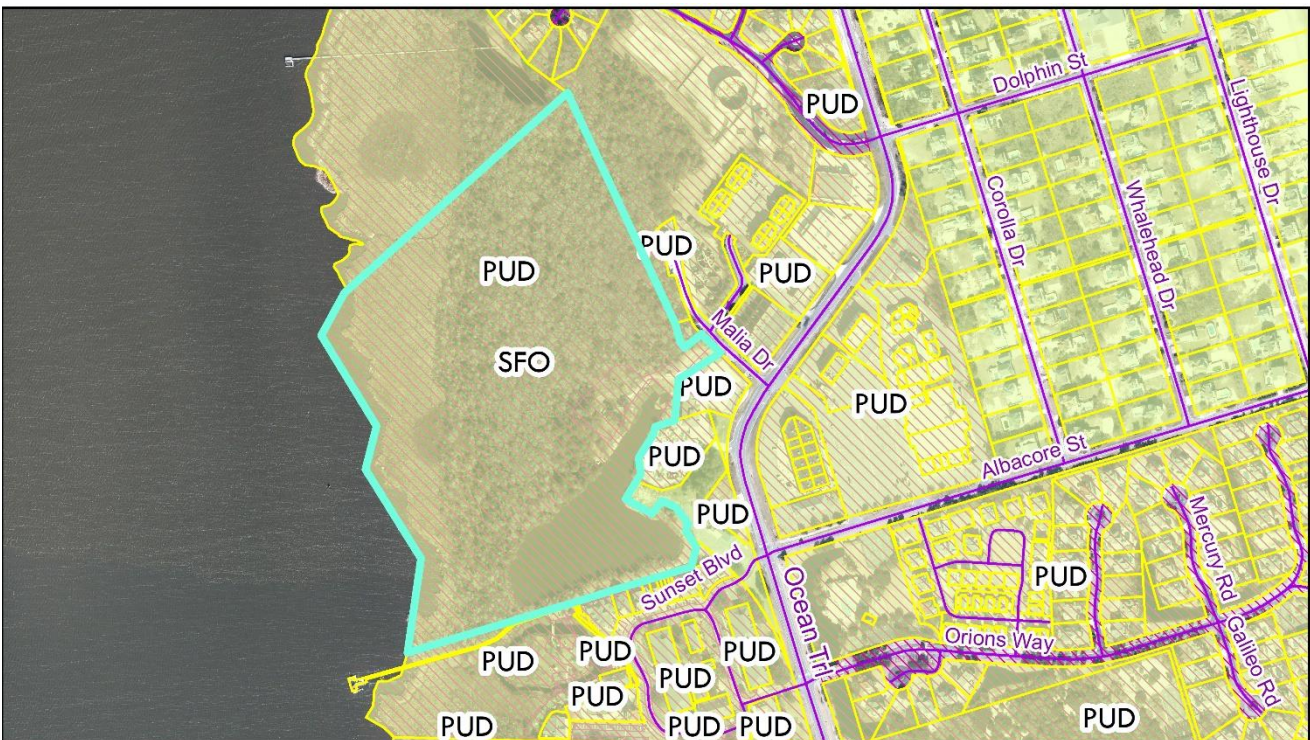 Dolphin St
PUD
Lighthouse Dr
Corolla Dr
Whalehead Dr
PUD
PUD
PUD
Malia Dr
SFO
PUD
PUD
PUD
Albacore St
PUD
Mercury Rd
Sunset Blvd
Ocean Trl
PUD
Orions Way
Galileo Rd
PUD
PUD
PUD
PUD
PUD
PUD
PUD
PUD
PUD